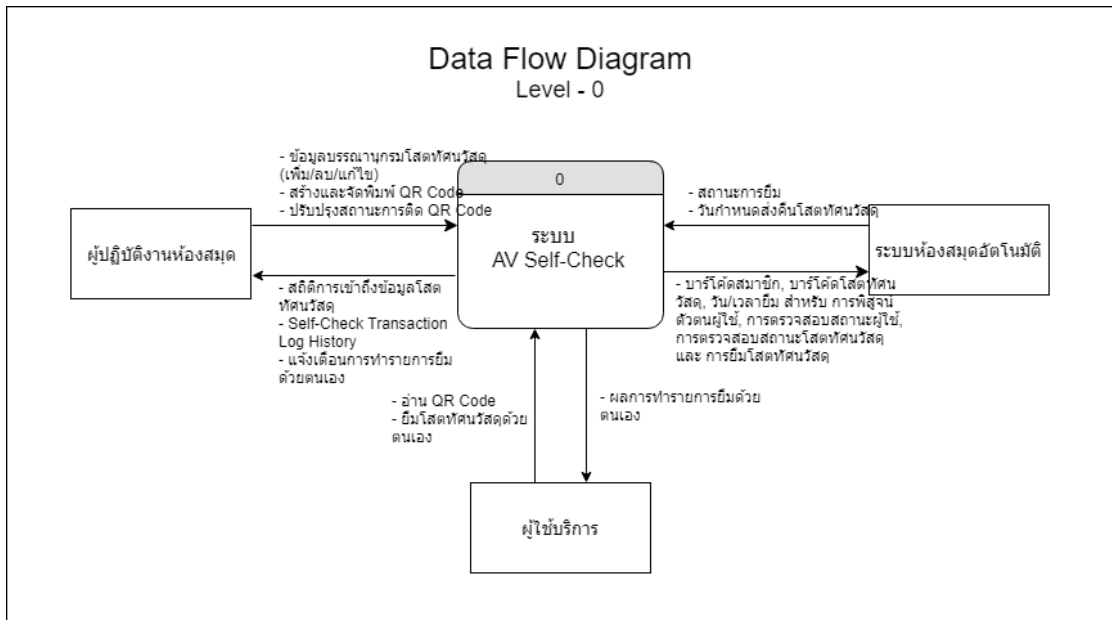 Data Flow Diagram
Level - 0
- ข้อมูลบรรณานุกรมโสตทัศนวัสดุ
(เพิ่ม/ลบ/แก้ไข)
- สร้างและจัดพิมพ์ QR Code
- ปรับปรุงสถานะการติด QR Code
0
ระบบ
AV Self-Check
- สถานะการยืม
- วันกำหนดส่งคืนโสตทัศนวัสดุ
ผู้ปฏิบัติงานห้องสมุด
ระบบห้องสมุดอัตโนมัติ
- สถิติการเข้าถึงข้อมูลโสต
ทัศนวัสดุ
- Self-Check Transaction
Log History
- แจ้งเตือนการทำรายการยืม
ด้วยตนเอง
- บาร์โค้ดสมาชิก, บาร์โค้ดโสตทัศน
วัสดุ, วัน/เวลายืม สำหรับ การพิสูจน์
ตัวตนผู้ใช้, การตรวจสอบสถานะผู้ใช้,
การตรวจสอบสถานะโสตทัศนวัสดุ
และ การยืมโสตทัศนวัสดุ
- อ่าน QR Code
- ยืมโสตทัศนวัสดุด้วย
ตนเอง
- ผลการทำรายการยืมด้วย
ตนเอง
ผู้ใช้บริการ